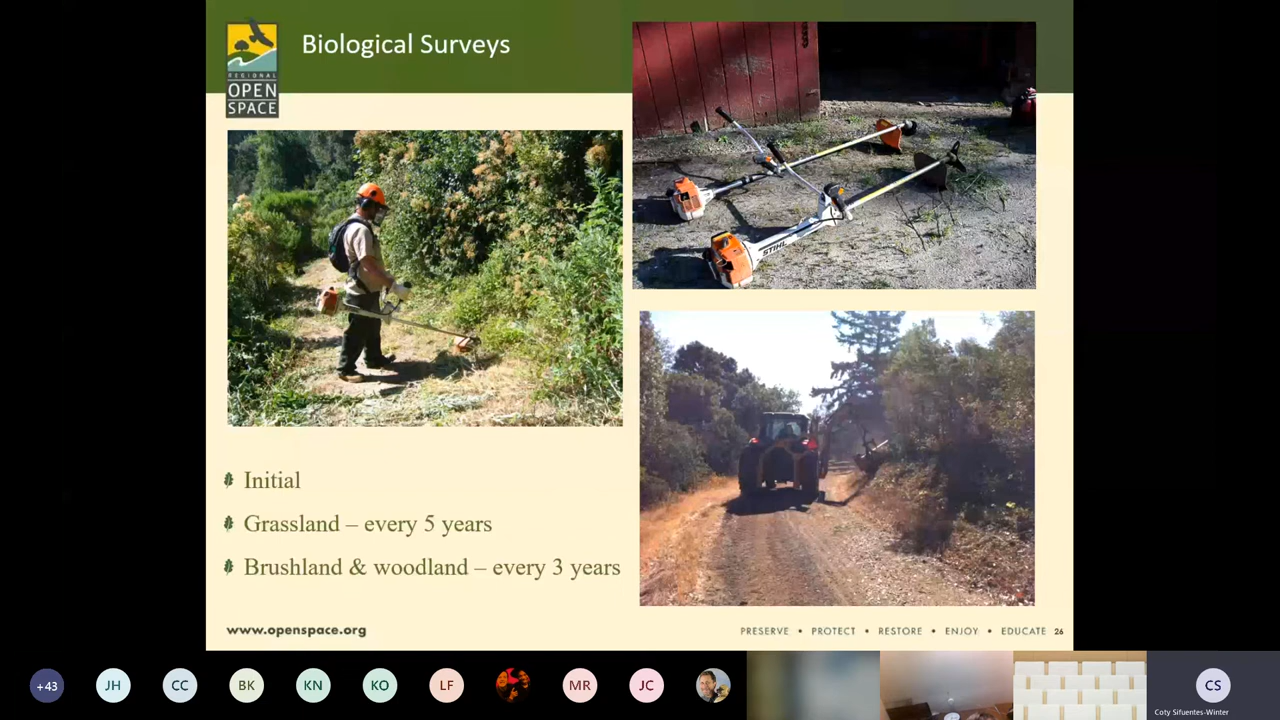 Biological Surveys
REGIONAL
OPEN
SPACE
STIHL
Initial
Grassland – every 5 years
Brushland & woodland – every 3 years
www.openspace.org
PRESERVE • PROTECT • RESTORE • ENJOY • EDUCATE 26
+43 JH CC BK KN KO LF MR JC CS
Coty Sifuentes-Winter